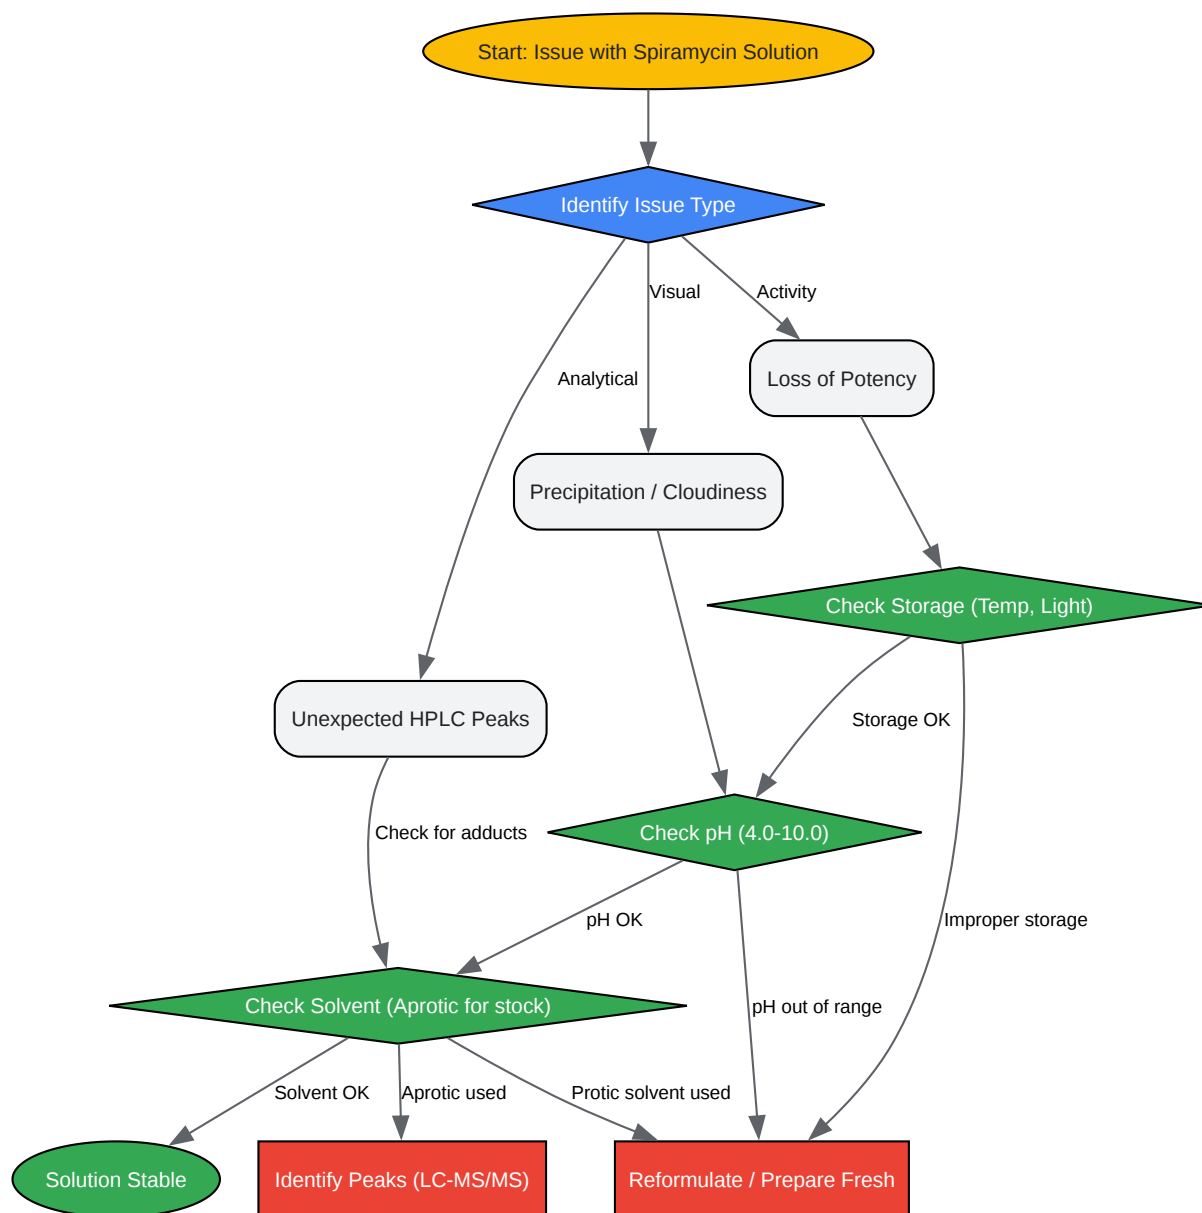 Start: Issue with Spiramycin Solution
Identify Issue Type
Visual
Activity
Analytical
Loss of Potency
Precipitation / Cloudiness
Check Storage (Temp, Light)
Unexpected HPLC Peaks
Storage OK
Check for adducts
Check pH (4.0-10.0)
pH OK
Improper storage
Check Solvent (Aprotic for stock)
pH out of range
Solvent OK
Aprotic used
Protic solvent used
Solution Stable
Identify Peaks (LC-MS/MS)
Reformulate / Prepare Fresh